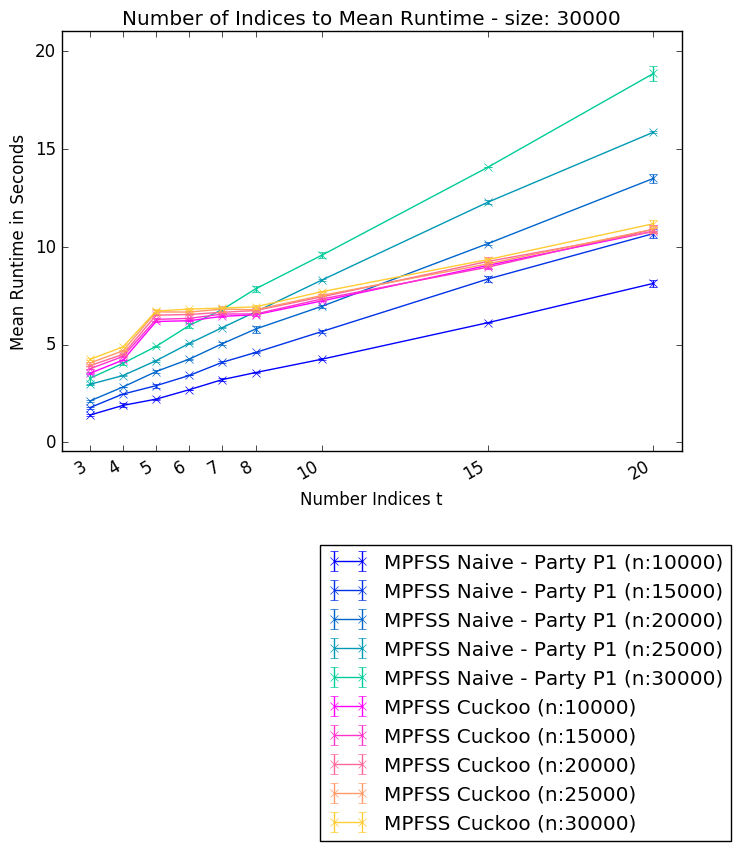 Number of Indices to Mean Runtime - size: 30000
Mean Runtime in Seconds
20
15
10
5
0
3 4 5 6 7 8 10 15 20
Number Indices t
MPFSS Naive - Party P1 (n:10000)
MPFSS Naive - Party P1 (n:15000)
MPFSS Naive - Party P1 (n:20000)
MPFSS Naive - Party P1 (n:25000)
MPFSS Naive - Party P1 (n:30000)
MPFSS Cuckoo (n:10000)
MPFSS Cuckoo (n:15000)
MPFSS Cuckoo (n:20000)
MPFSS Cuckoo (n:25000)
MPFSS Cuckoo (n:30000)